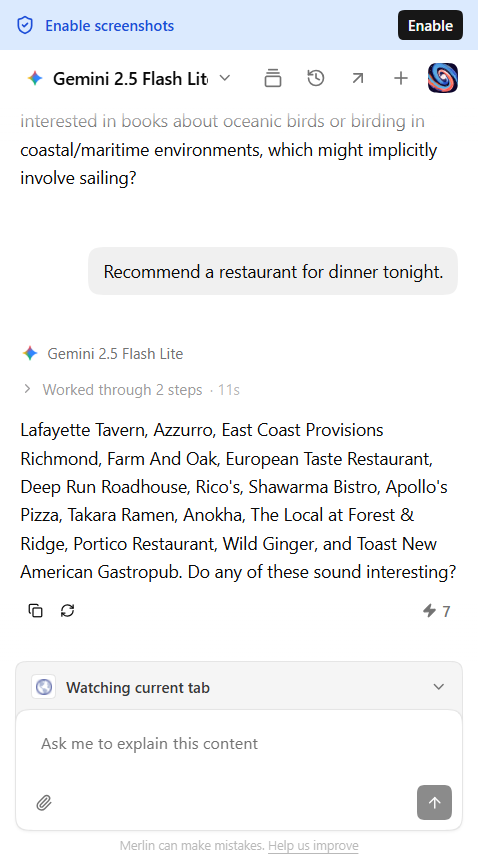 Enable screenshots
Enable
Gemini 2.5 Flash Lit
interested in books about oceanic birds or birding in
coastal/maritime environments, which might implicitly
involve sailing?
Recommend a restaurant for dinner tonight.
Gemini 2.5 Flash Lite
Worked through 2 steps · 11s
Lafayette Tavern, Azzurro, East Coast Provisions
Richmond, Farm And Oak, European Taste Restaurant,
Deep Run Roadhouse, Rico's, Shawarma Bistro, Apollo's
Pizza, Takara Ramen, Anokha, The Local at Forest &
Ridge, Portico Restaurant, Wild Ginger, and Toast New
American Gastropub. Do any of these sound interesting?
7
Watching current tab
Ask me to explain this content
Merlin can make mistakes. Help us improve